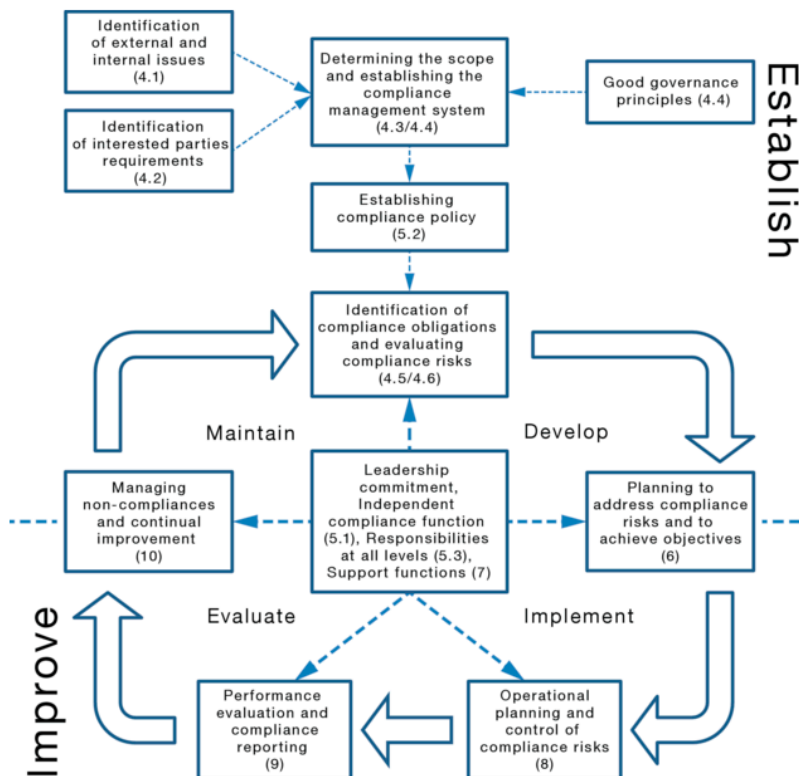 Identification
of external and
internal issues
(4.1)
Determining the scope
and establishing the
compliance
management system
(4.3/4.4)
Good governance
principles (4.4)
Establish
Identification
of interested parties
requirements
(4.2)
Establishing
compliance policy
(5.2)
Identification of
compliance obligations
and evaluating
compliance risks
(4.5/4.6)
Maintain
Develop
Managing
non-compliances
and continual
improvement
(10)
Leadership
commitment,
Independent
compliance function
(5.1), Responsibilities
at all levels (5.3),
Support functions (7)
Planning to
address compliance
risks and to
achieve objectives
(6)
Evaluate
Implement
Improve
Performance
evaluation and
compliance
reporting
(9)
Operational
planning and
control of
compliance risks
(8)